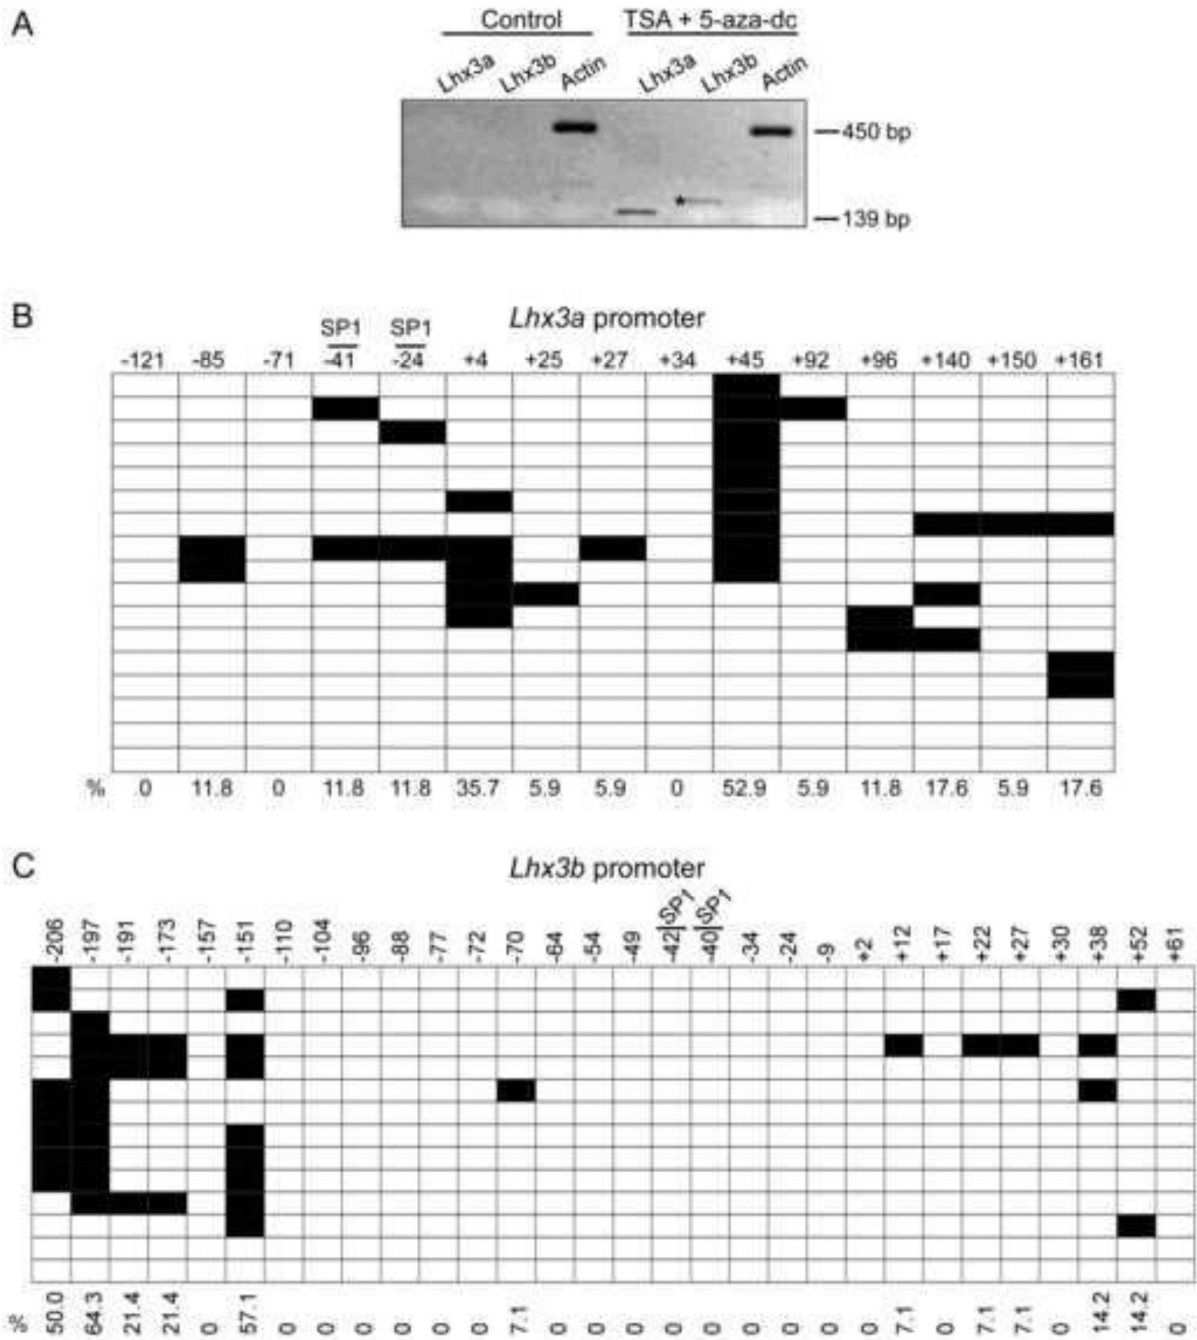 A
Control TSA + 5-aza-dc
Lhx3a Lhx3b Actin Lhx3a Lhx3b Actin
450 bp
*
139 bp
B
Lhx3a promoter
SP1 SP1
-121 -85 -71 -41 -24 +4 +25 +27 +34 +45 +92 +96 +140 +150 +161
% 0 11.8 0 11.8 11.8 35.7 5.9 5.9 0 52.9 5.9 11.8 17.6 5.9 17.6
C
Lhx3b promoter
SP1 SP1
-206 -197 -191 -173 -157 -151 -110 -104 -96 -88 -77 -72 -70 -64 -54 -49 -42 -40 -34 -24 -9 +2 +12 +17 +22 +27 +30 +38 +52 +61
% 50.0 64.3 21.4 21.4 0 57.1 0 0 0 0 0 0 7.1 0 0 0 0 0 0 0 0 0 7.1 0 7.1 7.1 0 14.2 14.2 0